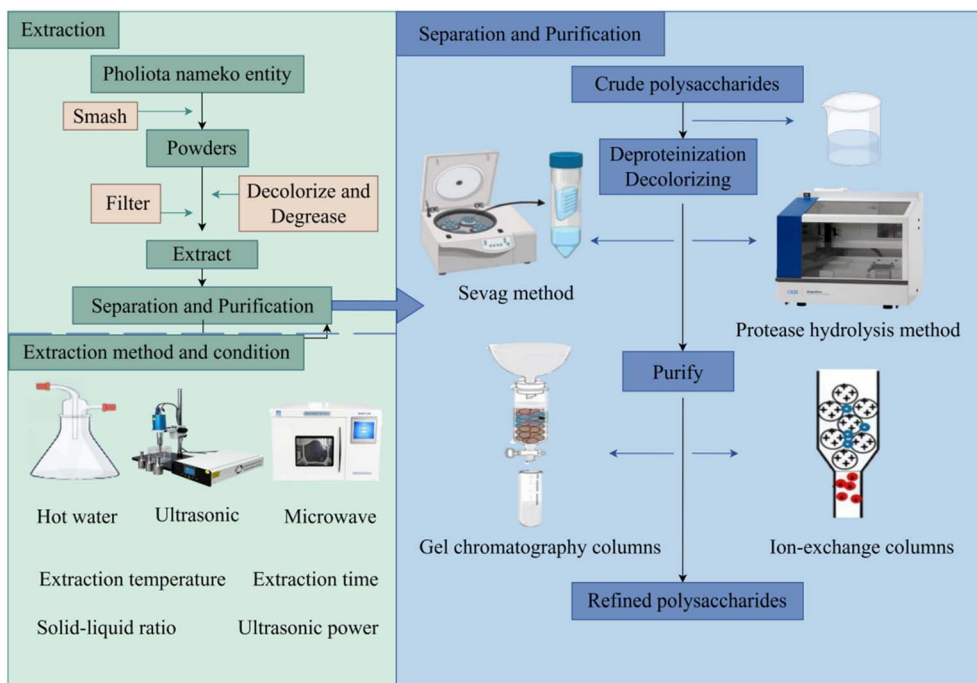 Extraction
Pholiota nameko entity
Smash
Powders
Filter
Decolorize and
Degrease
Extract
Separation and Purification
Extraction method and condition
Hot water
Ultrasonic
Microwave
Extraction temperature
Extraction time
Solid-liquid ratio
Ultrasonic power
Separation and Purification
Crude polysaccharides
Deproteinization
Decolorizing
Sevag method
Protease hydrolysis method
Purify
Gel chromatography columns
Ion-exchange columns
Refined polysaccharides